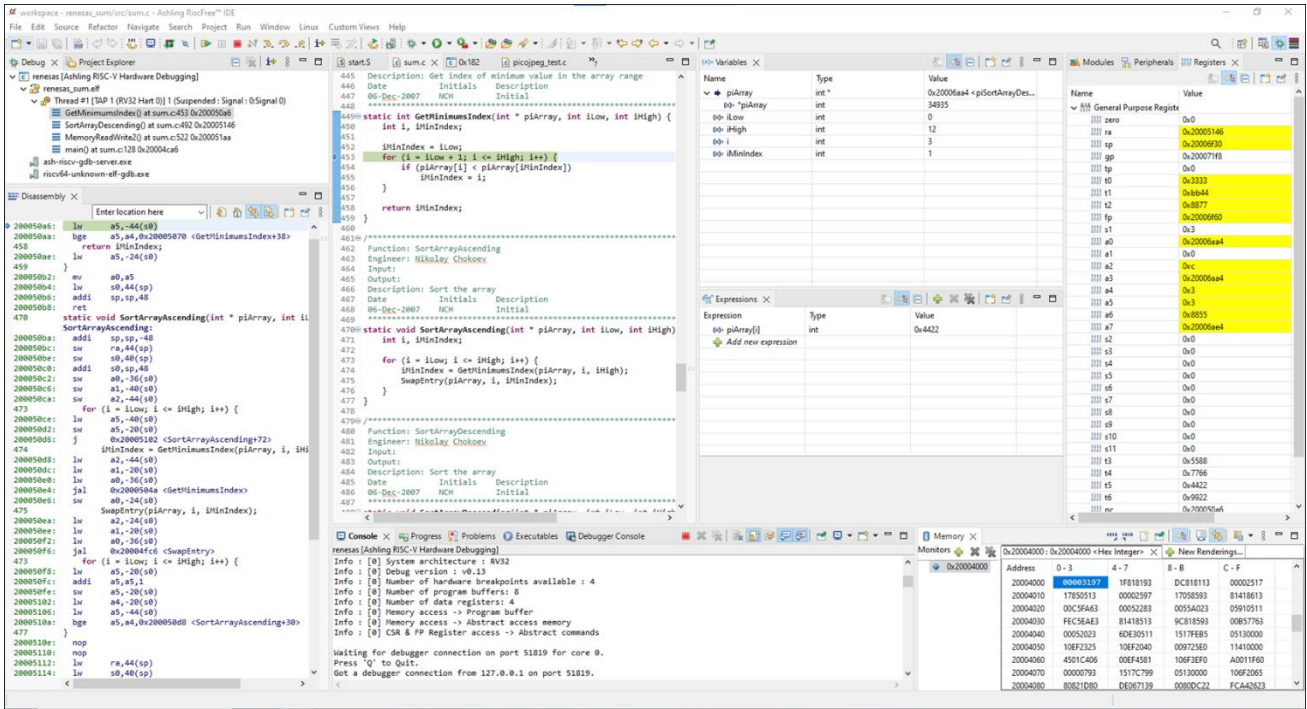 workspace - renesas_sum/src/sum.c - Ashling RiscFree™ IDE
File Edit Source Refactor Navigate Search Project Run Window Linux Custom Views Help
Debug Project Explorer
renesas [Ashling RISC-V Hardware Debugging]
renesas_sum.elf
Thread #1 [TAP 1 (RV32 Hart 0)] 1 (Suspended : Signal : 0:Signal 0)
GetMinimumsIndex() at sum.c:453 0x200050a6
SortArrayDescending() at sum.c:492 0x20005146
MemoryReadWrite2() at sum.c:522 0x200051aa
main() at sum.c:128 0x20004ca6
ash-riscv-gdb-server.exe
riscv64-unknown-elf-gdb.exe
Disassembly
Enter location here
200050a6: lw a5,-44(s0)
200050aa: bge a5,a4,0x20005070 <GetMinimumsIndex+38>
458 return iMinIndex;
200050ae: lw a5,-24(s0)
459 }
200050b2: mv a0,a5
200050b4: lw s0,44(sp)
200050b6: addi sp,sp,48
200050b8: ret
470 static void SortArrayAscending(int * piArray, int iL
SortArrayAscending:
200050ba: addi sp,sp,-48
200050bc: sw ra,44(sp)
200050be: sw s0,40(sp)
200050c0: addi s0,sp,48
200050c2: sw a0,-36(s0)
200050c6: sw a1,-40(s0)
200050ca: sw a2,-44(s0)
473 for (i = iLow; i <= iHigh; i++) {
200050ce: lw a5,-40(s0)
200050d2: sw a5,-20(s0)
200050d6: j 0x20005102 <SortArrayAscending+72>
474 iMinIndex = GetMinimumsIndex(piArray, i, iHi
200050d8: lw a2,-44(s0)
200050dc: lw a1,-20(s0)
200050e0: lw a0,-36(s0)
200050e4: jal 0x2000504a <GetMinimumsIndex>
200050e6: sw a0,-24(s0)
475 SwapEntry(piArray, i, iMinIndex);
200050ea: lw a2,-24(s0)
200050ee: lw a1,-20(s0)
200050f2: lw a0,-36(s0)
200050f6: jal 0x20004fc6 <SwapEntry>
473 for (i = iLow; i <= iHigh; i++) {
200050f8: lw a5,-20(s0)
200050fc: addi a5,a5,1
200050fe: sw a5,-20(s0)
20005102: lw a4,-20(s0)
20005106: lw a5,-44(s0)
2000510a: bge a5,a4,0x200050d8 <SortArrayAscending+30>
477 }
2000510e: nop
20005110: nop
20005112: lw ra,44(sp)
20005114: lw s0,40(sp)
start.S sum.c 0x182 picojpeg_test.c
445 Description: Get index of minimum value in the array range
446 Date Initials Description
447 06-Dec-2007 NCH Initial
448
449 static int GetMinimumsIndex(int * piArray, int iLow, int iHigh) {
450 int i, iMinIndex;
451
452 iMinIndex = iLow;
453 for (i = iLow + 1; i <= iHigh; i++) {
454 if (piArray[i] < piArray[iMinIndex])
455 iMinIndex = i;
456 }
457
458 return iMinIndex;
459 }
460
461 /****
462 Function: SortArrayAscending
463 Engineer: Nikolay Chokoev
464 Input:
465 Output:
466 Description: Sort the array
467 Date Initials Description
468 06-Dec-2007 NCH Initial
469
470 static void SortArrayAscending(int * piArray, int iLow, int iHigh)
471 int i, iMinIndex;
472
473 for (i = iLow; i <= iHigh; i++) {
474 iMinIndex = GetMinimumsIndex(piArray, i, iHigh);
475 SwapEntry(piArray, i, iMinIndex);
476 }
477 }
478
479 /****
480 Function: SortArrayDescending
481 Engineer: Nikolay Chokoev
482 Input:
483 Output:
484 Description: Sort the array
485 Date Initials Description
486 06-Dec-2007 NCH Initial
487
Variables
Name Type Value
piArray int * 0x20006aa4 <piSortArrayDes...
*piArray int 34935
iLow int 0
iHigh int 12
i int 3
iMinIndex int 1
Expressions
Expression Type Value
piArray[i] int 0x4422
Add new expression
Modules Peripherals Registers
Name Value
General Purpose Registe
zero 0x0
ra 0x20005146
sp 0x20006f30
gp 0x200071f8
tp 0x0
t0 0x3333
t1 0xbb44
t2 0x8877
fp 0x20006f60
s1 0x3
a0 0x20006aa4
a1 0x0
a2 0xc
a3 0x20006aa4
a4 0x3
a5 0x3
a6 0x8855
a7 0x20006ae4
s2 0x0
s3 0x0
s4 0x0
s5 0x0
s6 0x0
s7 0x0
s8 0x0
s9 0x0
s10 0x0
s11 0x0
t3 0x5588
t4 0x7766
t5 0x4422
t6 0x9922
pc 0x200050a6
Console Progress Problems Executables Debugger Console
renesas [Ashling RISC-V Hardware Debugging]
Info : [0] System architecture : RV32
Info : [0] Debug version : v0.13
Info : [0] Number of hardware breakpoints available : 4
Info : [0] Number of program buffers: 8
Info : [0] Number of data registers: 4
Info : [0] Memory access -> Program buffer
Info : [0] Memory access -> Abstract access memory
Info : [0] CSR & FP Register access -> Abstract commands
Waiting for debugger connection on port 51819 for core 0.
Press 'Q' to Quit.
Got a debugger connection from 127.0.0.1 on port 51819.
Memory
Monitors
0x20004000
0x20004000 : 0x20004000 <Hex Integer> New Renderings...
Address 0 - 3 4 - 7 8 - B C - F
20004000 00003197 1F818193 DC818113 00002517
20004010 17850513 00002597 17058593 81418613
20004020 00C5FA63 00052283 0055A023 05910511
20004030 FEC5EAE3 81418513 9C818593 00B57763
20004040 00052023 6DE30511 1517FEB5 05130000
20004050 10EF2325 10EF2040 009725E0 11410000
20004060 4501C406 00EF4581 106F3EF0 A0011F60
20004070 00000793 1517C799 05130000 106F2065
20004080 80821D80 DE067139 0080DC22 FCA42623